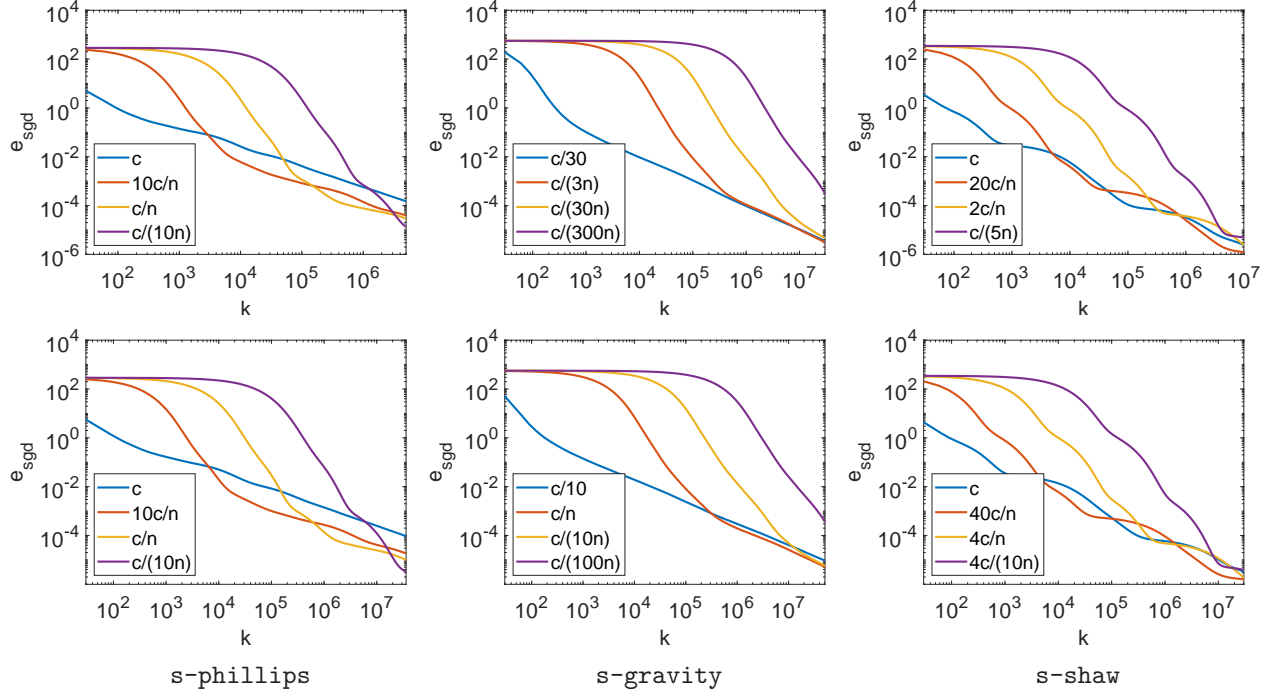 10^4
10^2
10^0
10^-2
10^-4
10^-6
e_sgd
c
10c/n
c/n
c/(10n)
10^2 10^3 10^4 10^5 10^6
k
10^4
10^2
10^0
10^-2
10^-4
e_sgd
c/30
c/(3n)
c/(30n)
c/(300n)
10^2 10^3 10^4 10^5 10^6 10^7
k
10^4
10^2
10^0
10^-2
10^-4
10^-6
e_sgd
c
20c/n
2c/n
c/(5n)
10^2 10^3 10^4 10^5 10^6 10^7
k
10^4
10^2
10^0
10^-2
10^-4
e_sgd
c
10c/n
c/n
c/(10n)
10^2 10^3 10^4 10^5 10^6 10^7
k
10^4
10^2
10^0
10^-2
10^-4
e_sgd
c/10
c/n
c/(10n)
c/(100n)
10^2 10^3 10^4 10^5 10^6 10^7
k
10^4
10^2
10^0
10^-2
10^-4
e_sgd
c
40c/n
4c/n
4c/(10n)
10^2 10^3 10^4 10^5 10^6 10^7
k
s-phillips s-gravity s-shaw